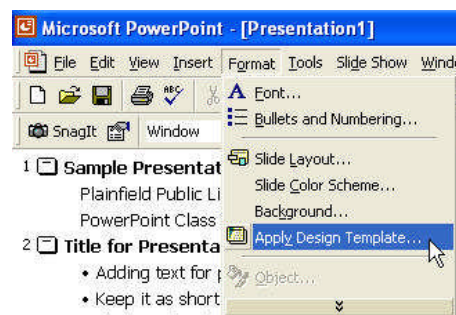 Microsoft PowerPoint - [Presentation1]
File Edit View Insert Format Tools Slide Show
Font...
Bullets and Numbering...
Slide Layout...
Slide Color Scheme...
Background...
Apply Design Template...
Object...
SnagIt Window
1 Sample Presentat
Plainfield Public Li
PowerPoint Class
2 Title for Presenta
• Adding text for
• Keep it as short